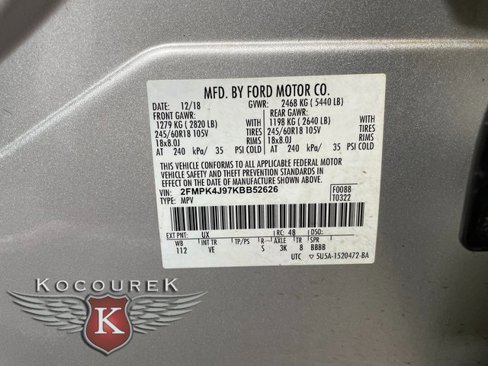 MFD. BY FORD MOTOR CO.
DATE: 12/18 GVWR: 2468 KG (5440 LB)
FRONT GAWR: REAR GAWR:
1279 KG (2820 LB) 1198 KG (2640 LB)
245/60R18 105V TIRES 245/60R18 105V TIRES
18x8.0J RIMS 18x8.0J RIMS
AT 240 kPa/ 35 PSI COLD AT 240 kPa/ 35 PSI COLD
THIS VEHICLE CONFORMS TO ALL APPLICABLE FEDERAL MOTOR
VEHICLE SAFETY AND THEFT PREVENTION STANDARDS IN
EFFECT ON THE DATE OF MANUFACTURE SHOWN ABOVE.
VIN: 2FMPK4J97KBB52626 F0088
TYPE: MPV T0322
EXT PNT: UX RC: 48 DSO:
WB INT TR TP/PS R AXLE TR SPR
112 VE S 3K 8 BBBB
UTC 5U5A-1520472-BA
KOCOUREK
K